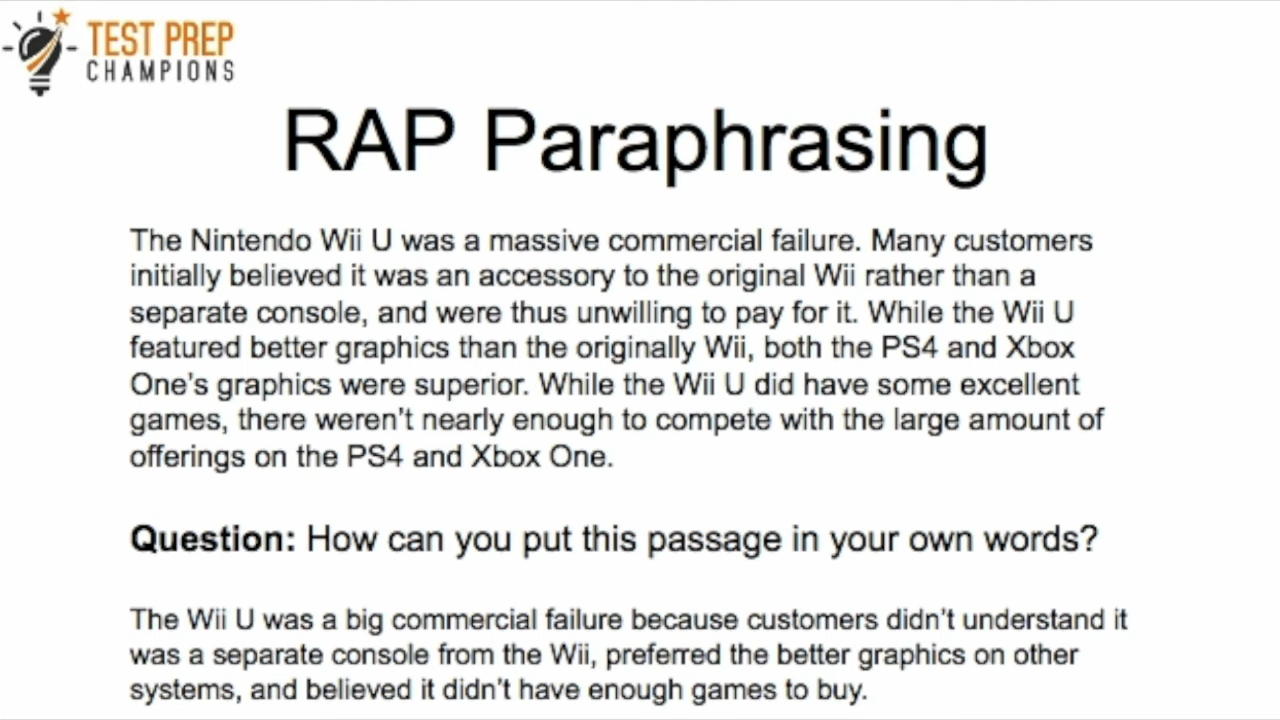 TEST PREP
CHAMPIONS
RAP Paraphrasing
The Nintendo Wii U was a massive commercial failure. Many customers
initially believed it was an accessory to the original Wii rather than a
separate console, and were thus unwilling to pay for it. While the Wii U
featured better graphics than the originally Wii, both the PS4 and Xbox
One’s graphics were superior. While the Wii U did have some excellent
games, there weren’t nearly enough to compete with the large amount of
offerings on the PS4 and Xbox One.
Question: How can you put this passage in your own words?
The Wii U was a big commercial failure because customers didn’t understand it
was a separate console from the Wii, preferred the better graphics on other
systems, and believed it didn’t have enough games to buy.